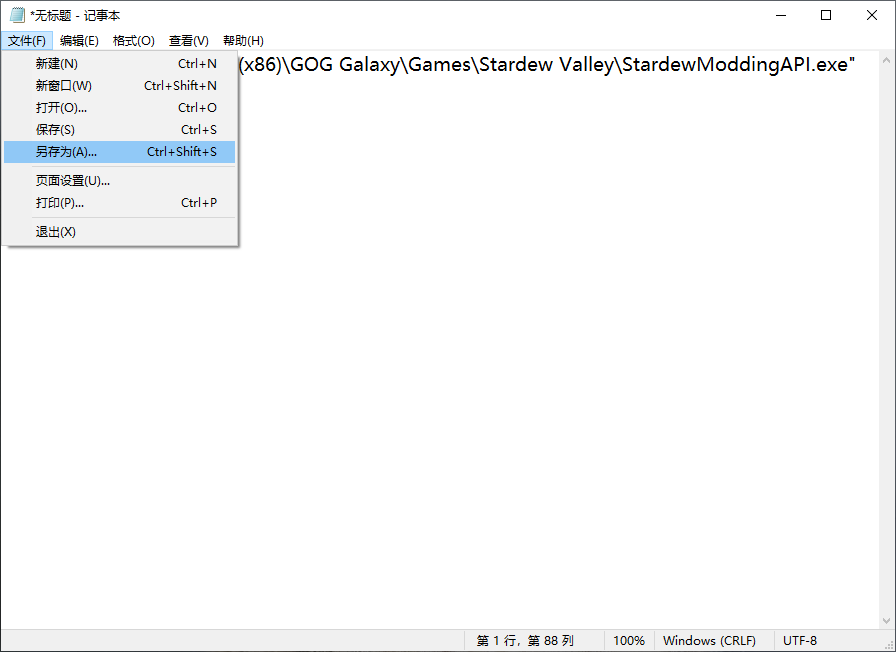 *无标题 - 记事本
文件(F) 编辑(E) 格式(O) 查看(V) 帮助(H)
(x86)\GOG Galaxy\Games\Stardew Valley\StardewModdingAPI.exe"
新建(N) Ctrl+N
新窗口(W) Ctrl+Shift+N
打开(O)... Ctrl+O
保存(S) Ctrl+S
另存为(A)... Ctrl+Shift+S
页面设置(U)...
打印(P)... Ctrl+P
退出(X)
第 1 行，第 88 列 100% Windows (CRLF) UTF-8